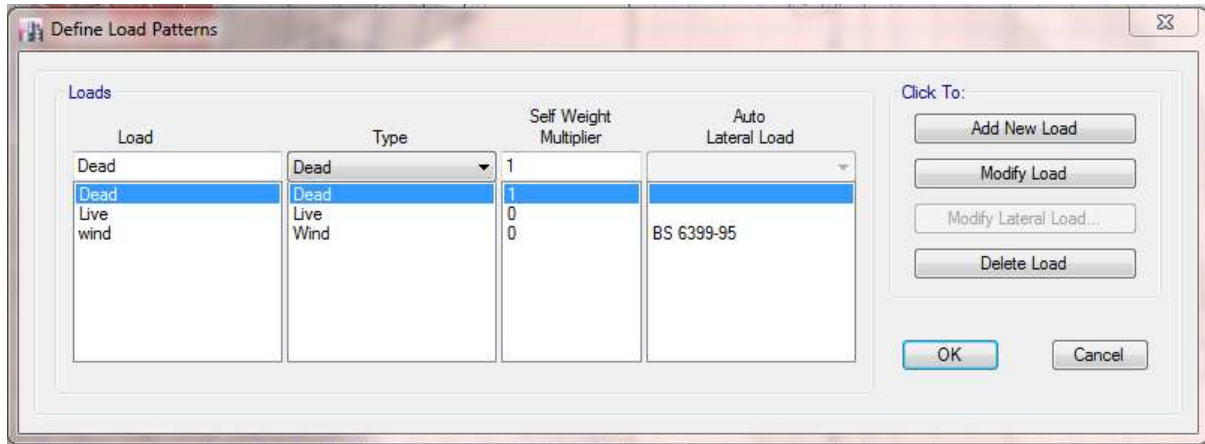 Define Load Patterns
Loads
Click To:
Load Type Self Weight Multiplier Auto Lateral Load
Dead Dead 1
Dead Dead 1
Live Live 0
wind Wind 0 BS 6399-95
Add New Load
Modify Load
Modify Lateral Load...
Delete Load
OK Cancel